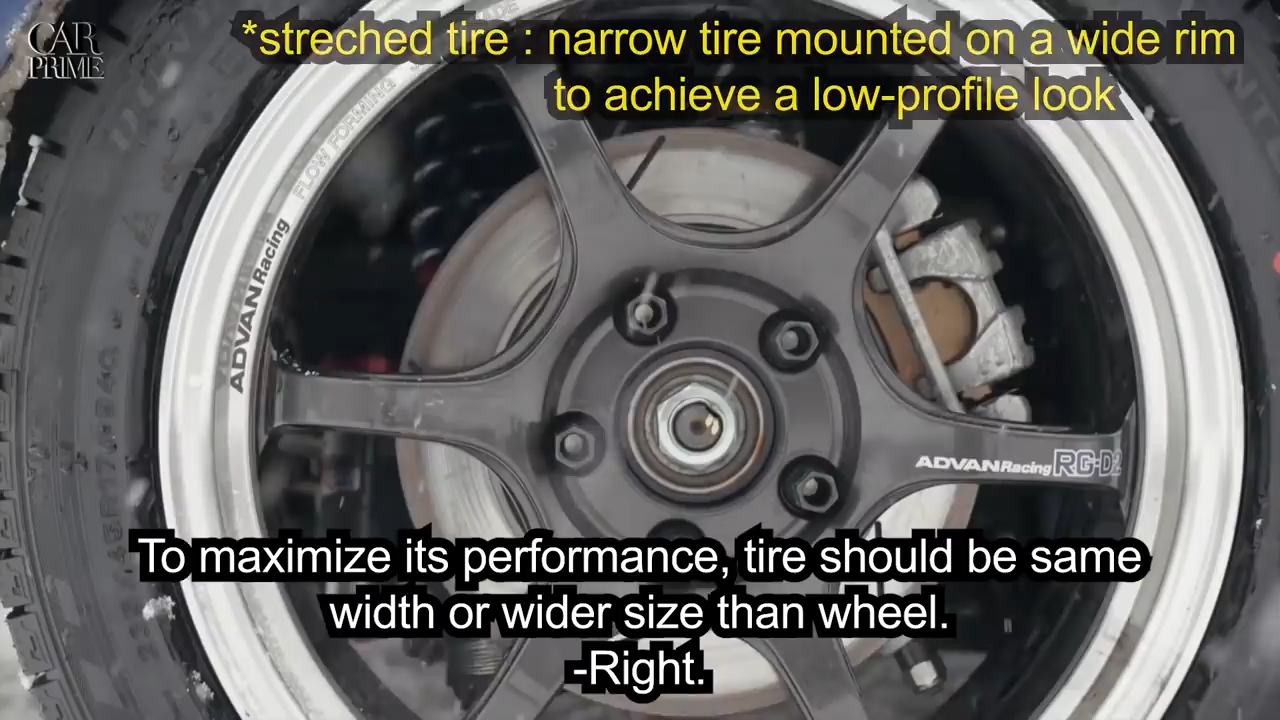 CAR
PRIME
*streched tire : narrow tire mounted on a wide rim
to achieve a low-profile look
FLOW FORMING
ADVAN Racing
ADVAN Racing RG-D2
To maximize its performance, tire should be same
width or wider size than wheel.
-Right.